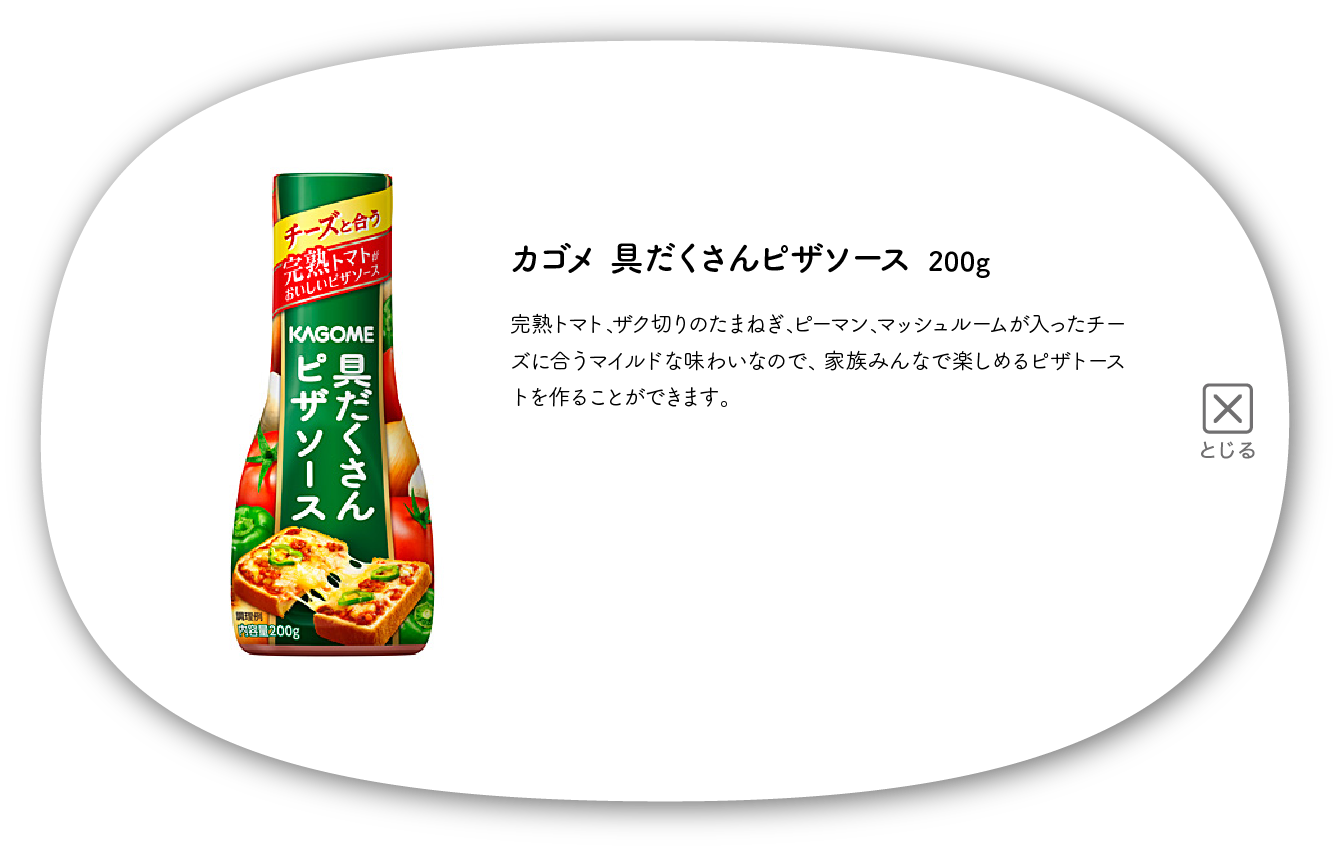 チーズと合う
完熟トマトが
おいしいピザソース
KAGOME
具だくさん
ピザソース
調理例
内容量200g
カゴメ 具だくさんピザソース 200g
完熟トマト、ザク切りのたまねぎ、ピーマン、マッシュルームが入ったチー
ズに合うマイルドな味わいなので、家族みんなで楽しめるピザトース
トを作ることができます。
とじる